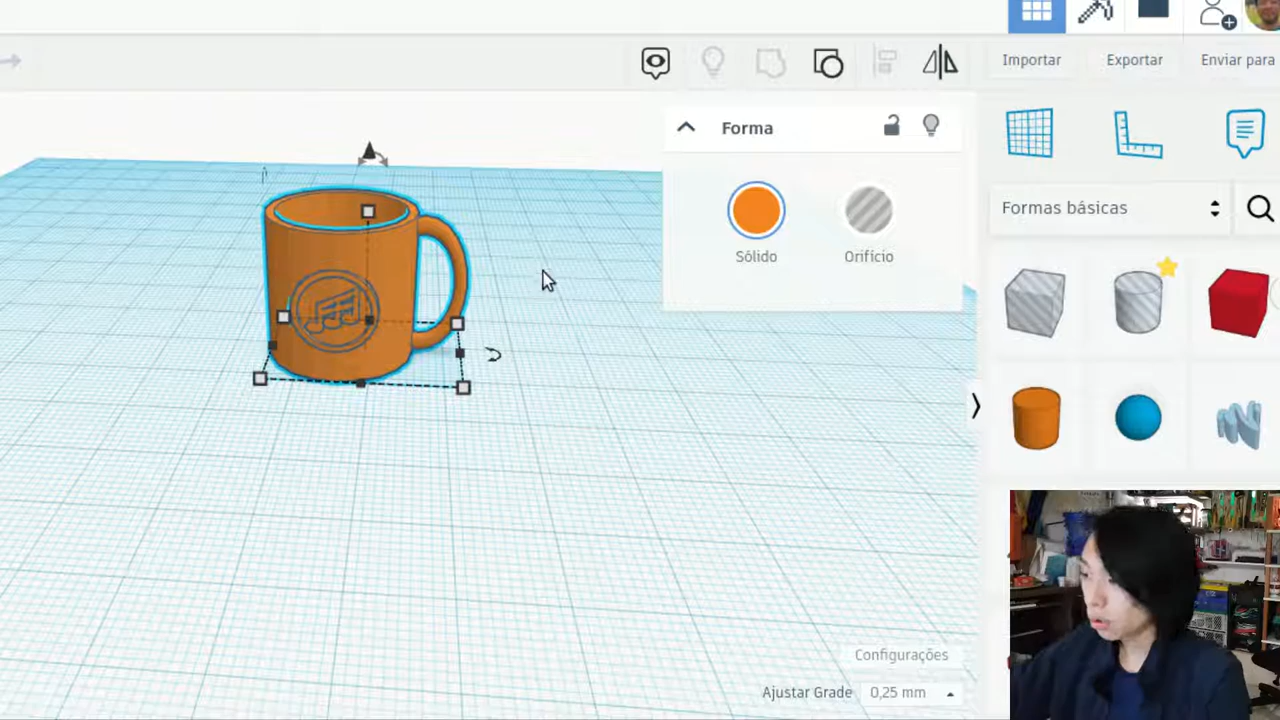 Importar
Exportar
Enviar para
Forma
Formas básicas
Sólido
Orifício
Configurações
Ajustar Grade 0,25 mm